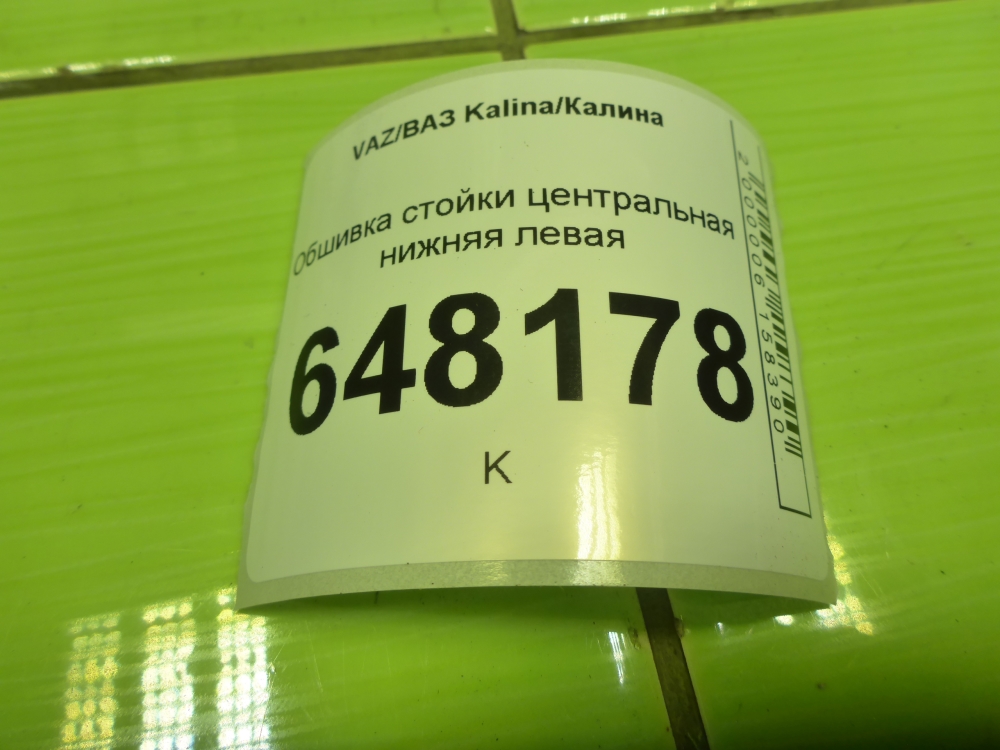 VAZ/ВАЗ Kalina/Калина
Обшивка стойки центральная
нижняя левая
648178
К
2000006158390